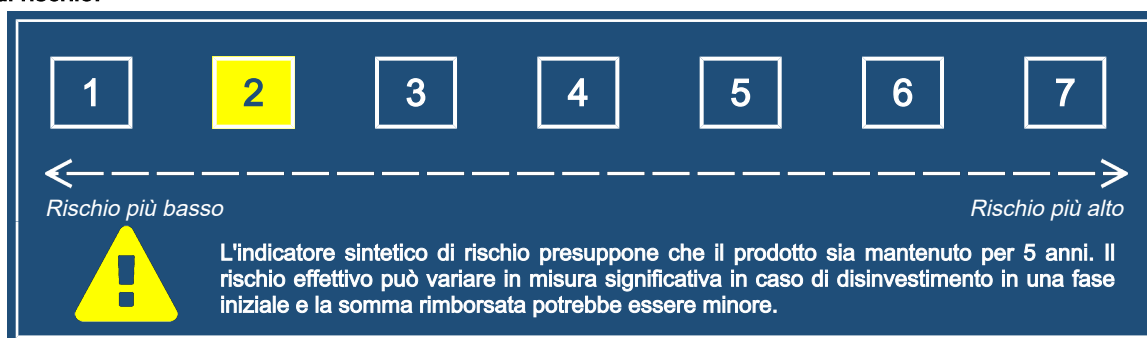 di rischio:
1 2 3 4 5 6 7
Rischio più basso
Rischio più alto
L'indicatore sintetico di rischio presuppone che il prodotto sia mantenuto per 5 anni. Il
rischio effettivo può variare in misura significativa in caso di disinvestimento in una fase
iniziale e la somma rimborsata potrebbe essere minore.